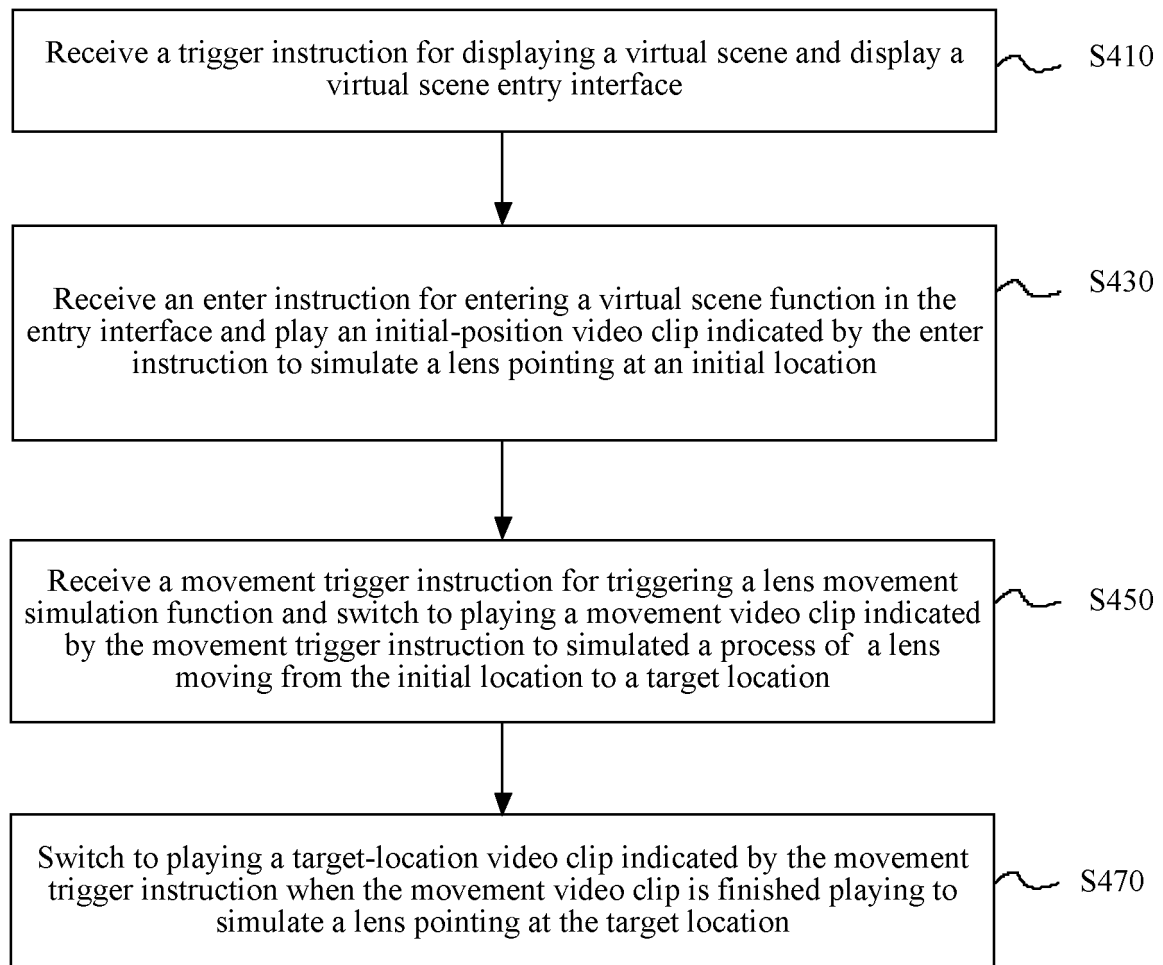 Receive a trigger instruction for displaying a virtual scene and display a
virtual scene entry interface
S410
Receive an enter instruction for entering a virtual scene function in the
entry interface and play an initial-position video clip indicated by the enter
instruction to simulate a lens pointing at an initial location
S430
Receive a movement trigger instruction for triggering a lens movement
simulation function and switch to playing a movement video clip indicated
by the movement trigger instruction to simulated a process of a lens
moving from the initial location to a target location
S450
Switch to playing a target-location video clip indicated by the movement
trigger instruction when the movement video clip is finished playing to
simulate a lens pointing at the target location
S470